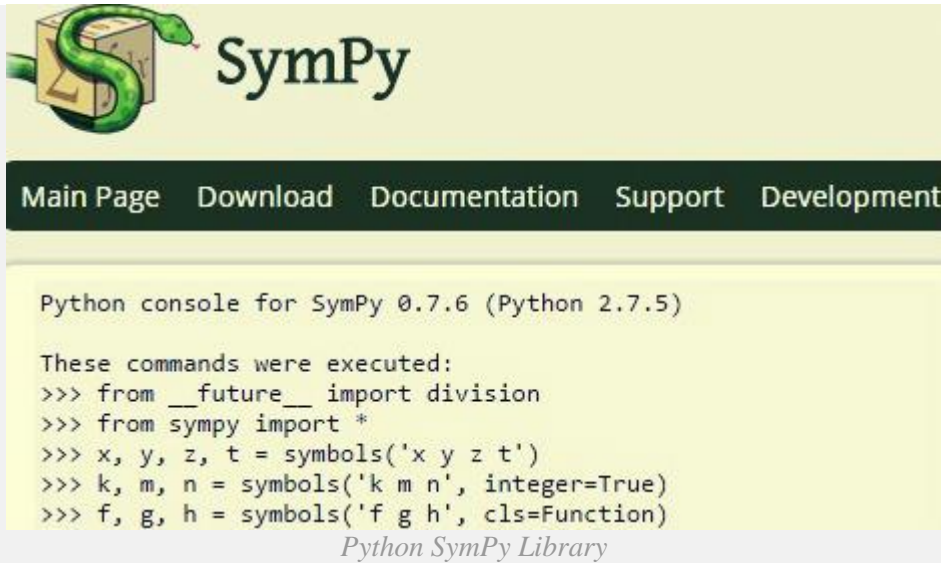 SymPy
Main Page Download Documentation Support Development
Python console for SymPy 0.7.6 (Python 2.7.5)
These commands were executed:
>>> from __future__ import division
>>> from sympy import *
>>> x, y, z, t = symbols('x y z t')
>>> k, m, n = symbols('k m n', integer=True)
>>> f, g, h = symbols('f g h', cls=Function)
Python SymPy Library